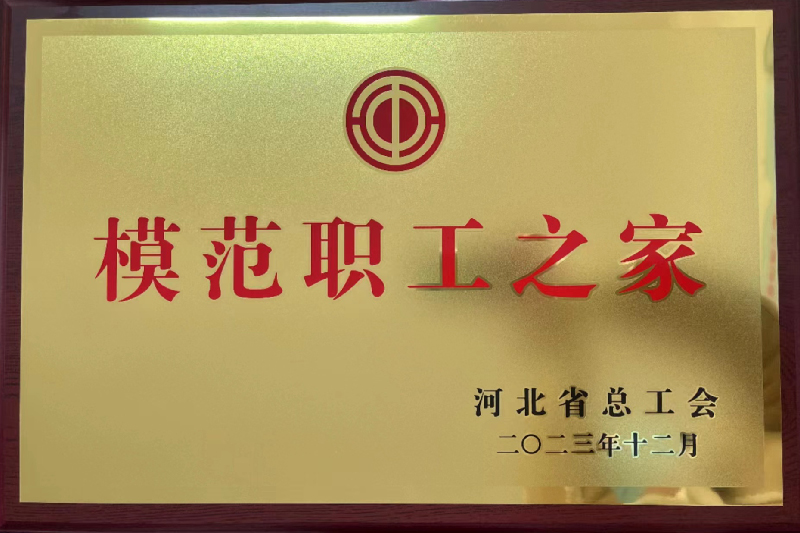 模范职工之家
河北省总工会
二〇二三年十二月